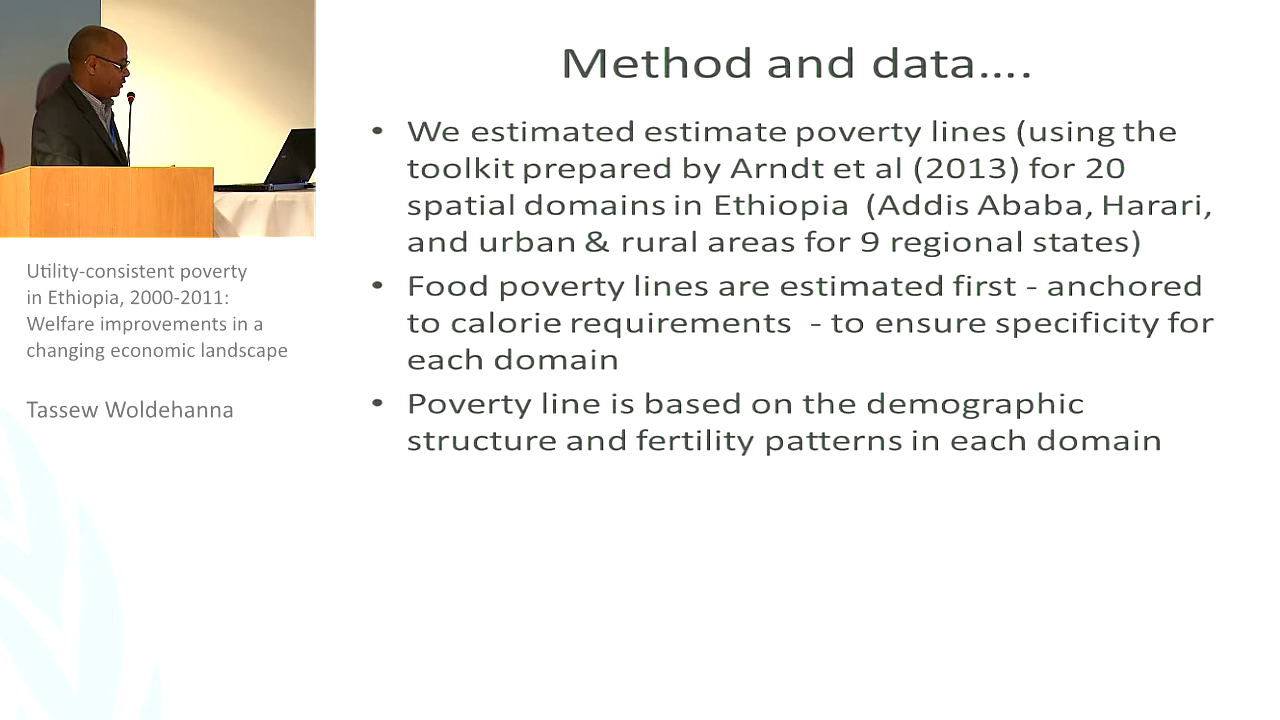 Method and data....
• We estimated estimate poverty lines (using the
toolkit prepared by Arndt et al (2013) for 20
spatial domains in Ethiopia (Addis Ababa, Harari,
and urban & rural areas for 9 regional states)
• Food poverty lines are estimated first - anchored
to calorie requirements - to ensure specificity for
each domain
• Poverty line is based on the demographic
structure and fertility patterns in each domain
Utility-consistent poverty
in Ethiopia, 2000-2011:
Welfare improvements in a
changing economic landscape
Tassew Woldehanna